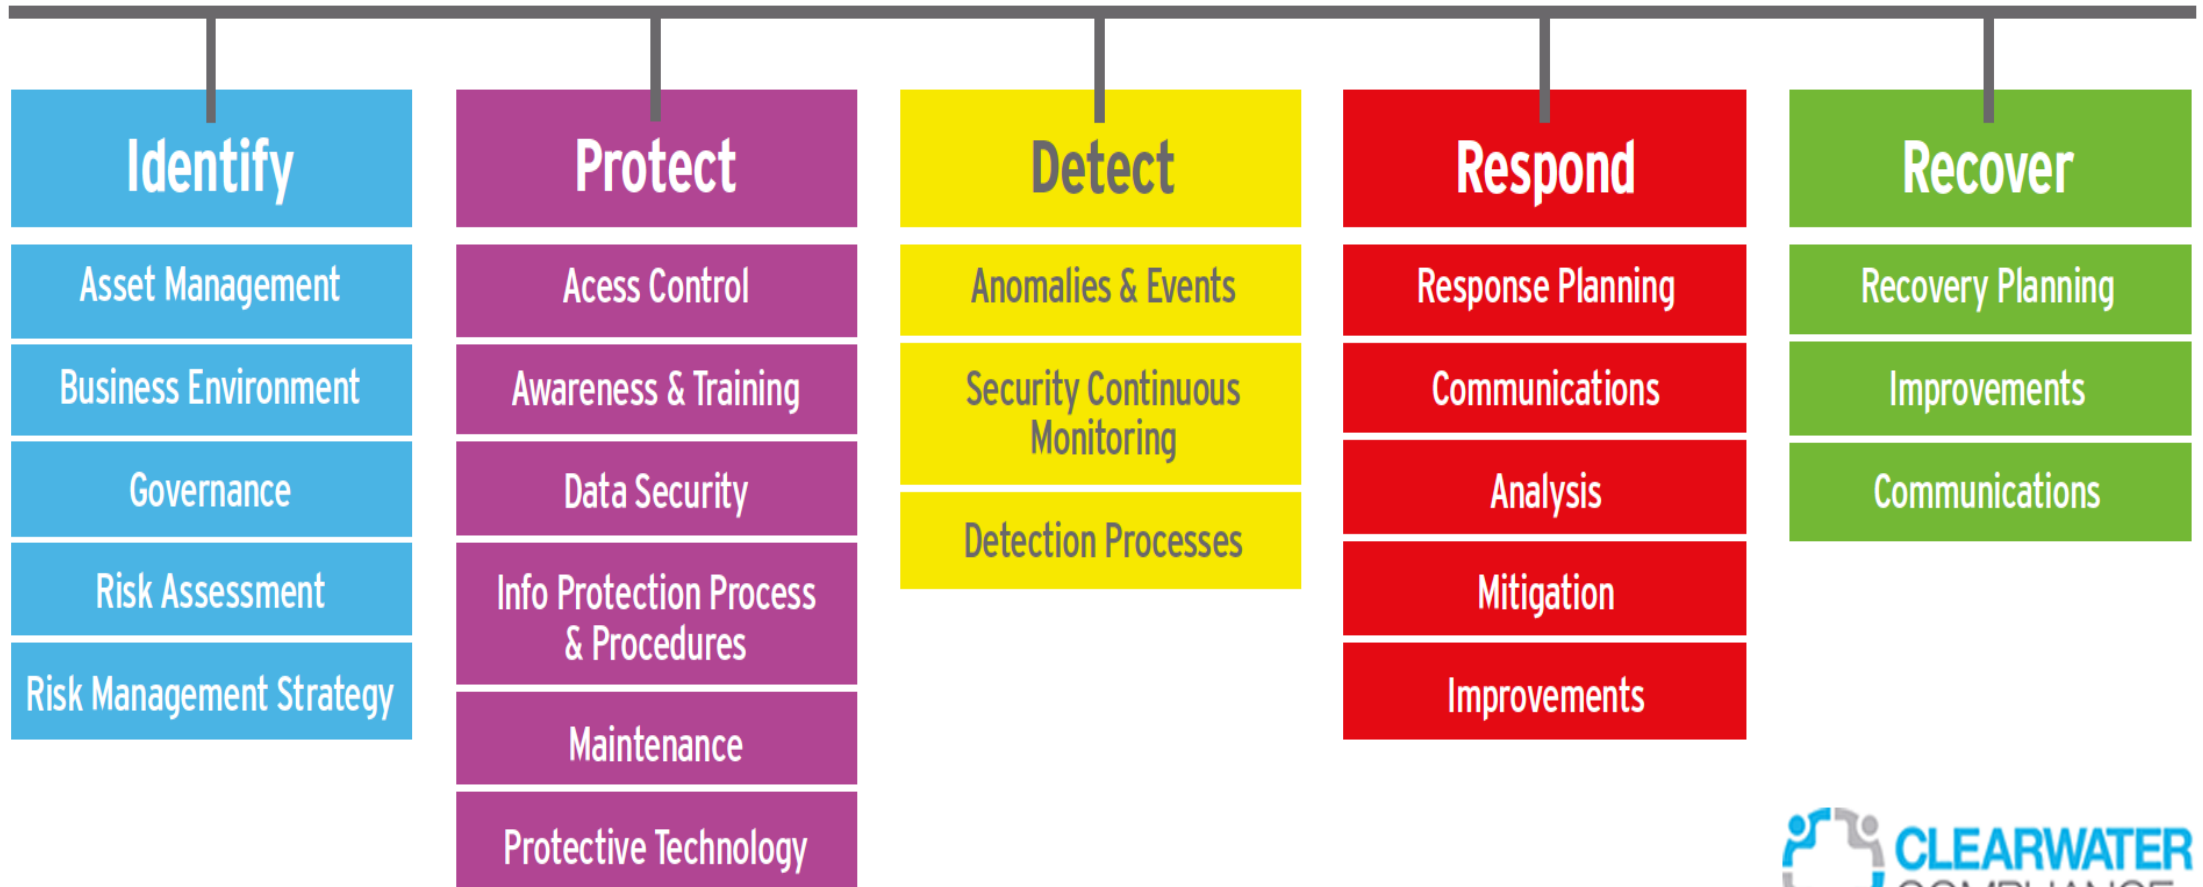 Identify
Asset Management
Business Environment
Governance
Risk Assessment
Risk Management Strategy
Protect
Acess Control
Awareness & Training
Data Security
Info Protection Process
& Procedures
Maintenance
Protective Technology
Detect
Anomalies & Events
Security Continuous
Monitoring
Detection Processes
Respond
Response Planning
Communications
Analysis
Mitigation
Improvements
Recover
Recovery Planning
Improvements
Communications
CLEARWATER